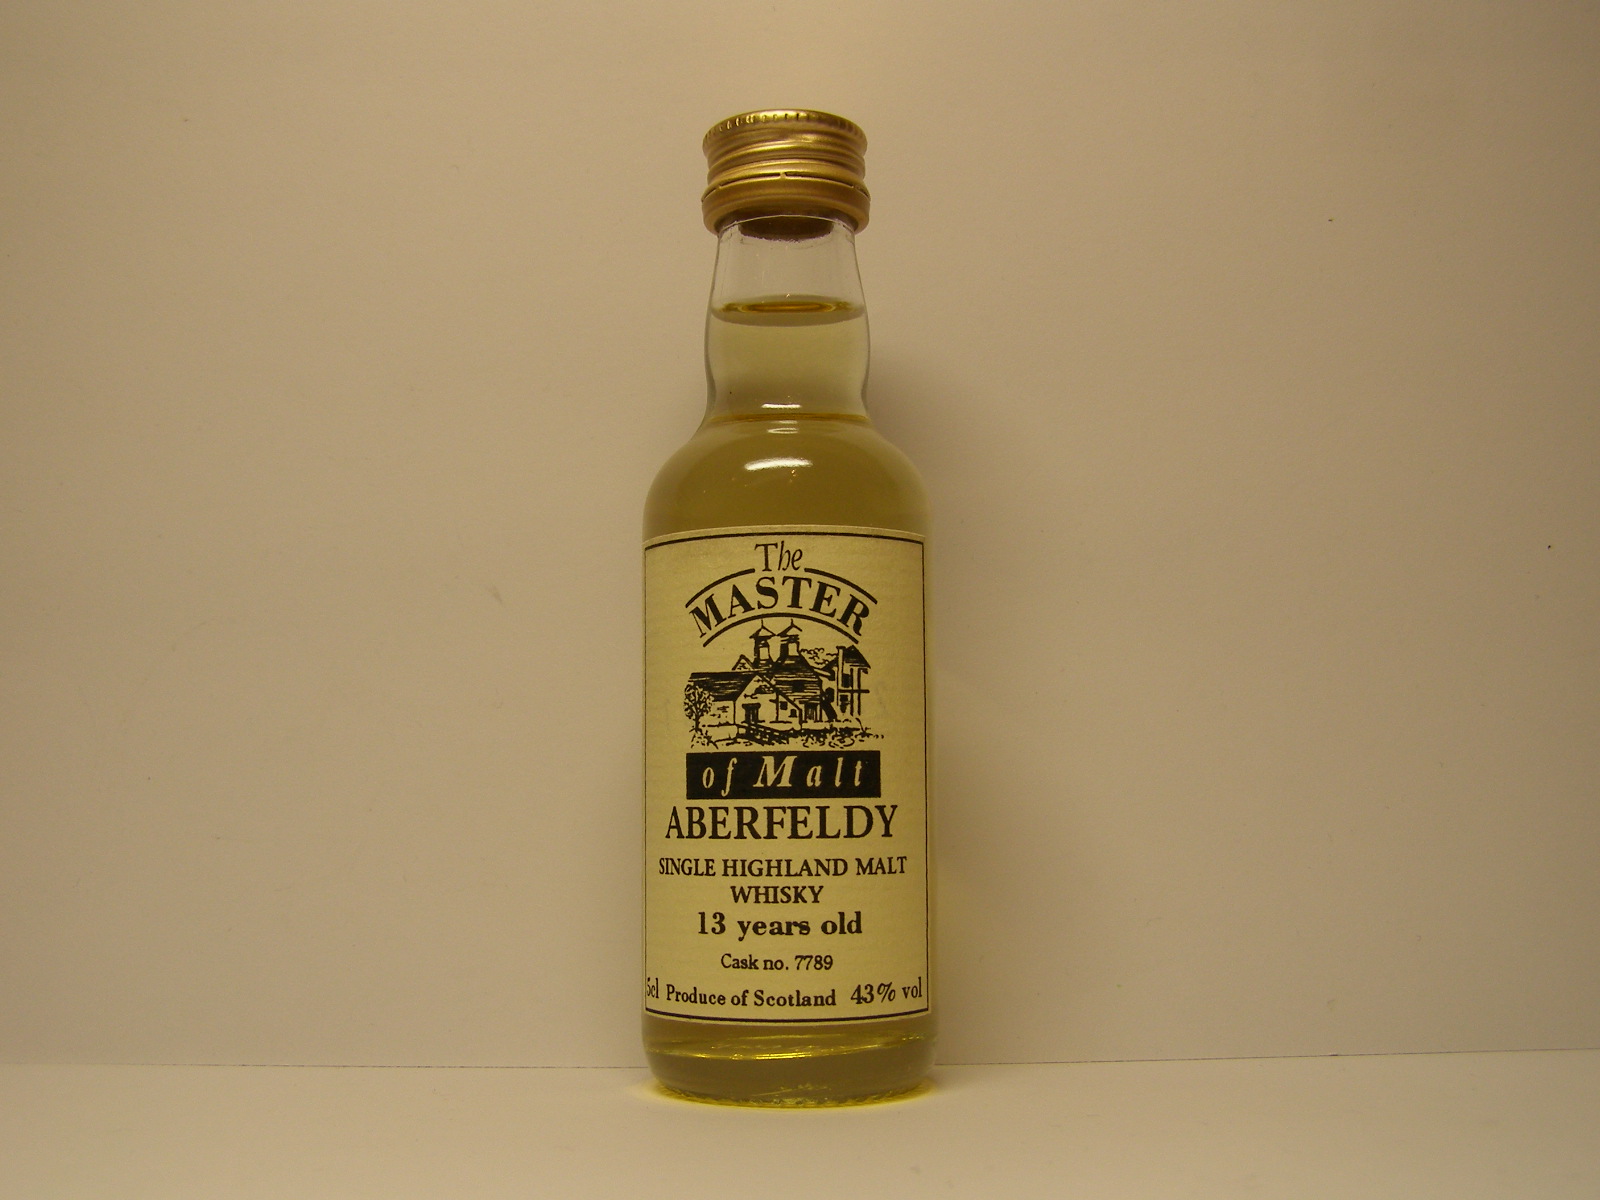 The
MASTER
of Malt
ABERFELDY
SINGLE HIGHLAND MALT
WHISKY
13 years old
Cask no. 7789
5cl Produce of Scotland 43% vol